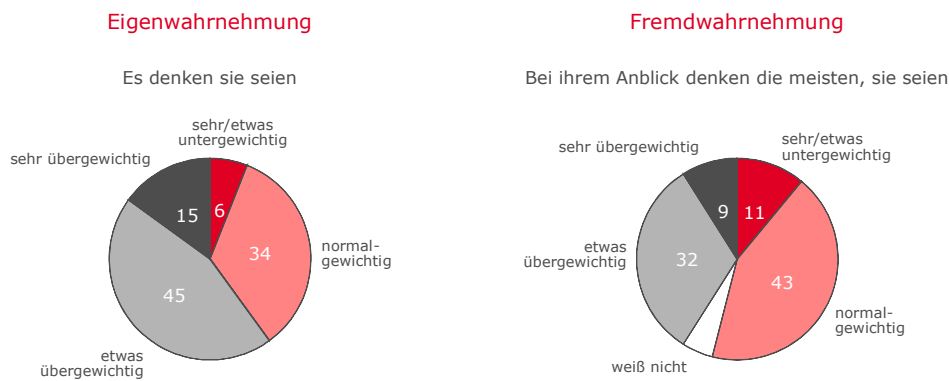 Eigenwahrnehmung
Es denken sie seien
sehr/etwas
untergewichtig
sehr übergewichtig
15
6
normal-
gewichtig
34
45
etwas
übergewichtig
Fremdwahrnehmung
Bei ihrem Anblick denken die meisten, sie seien
sehr/etwas
untergewichtig
sehr übergewichtig
9
11
etwas
übergewichtig
32
43
normal-
gewichtig
weiß nicht